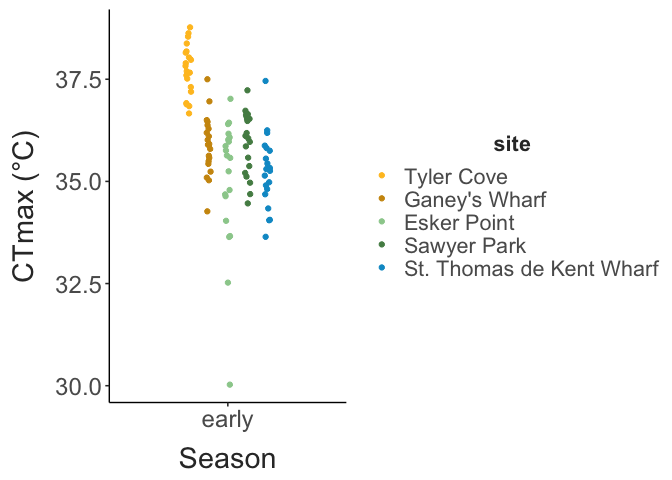 CTmax (°C)
37.5
35.0
32.5
30.0
early
Season
site
Tyler Cove
Ganey's Wharf
Esker Point
Sawyer Park
St. Thomas de Kent Wharf